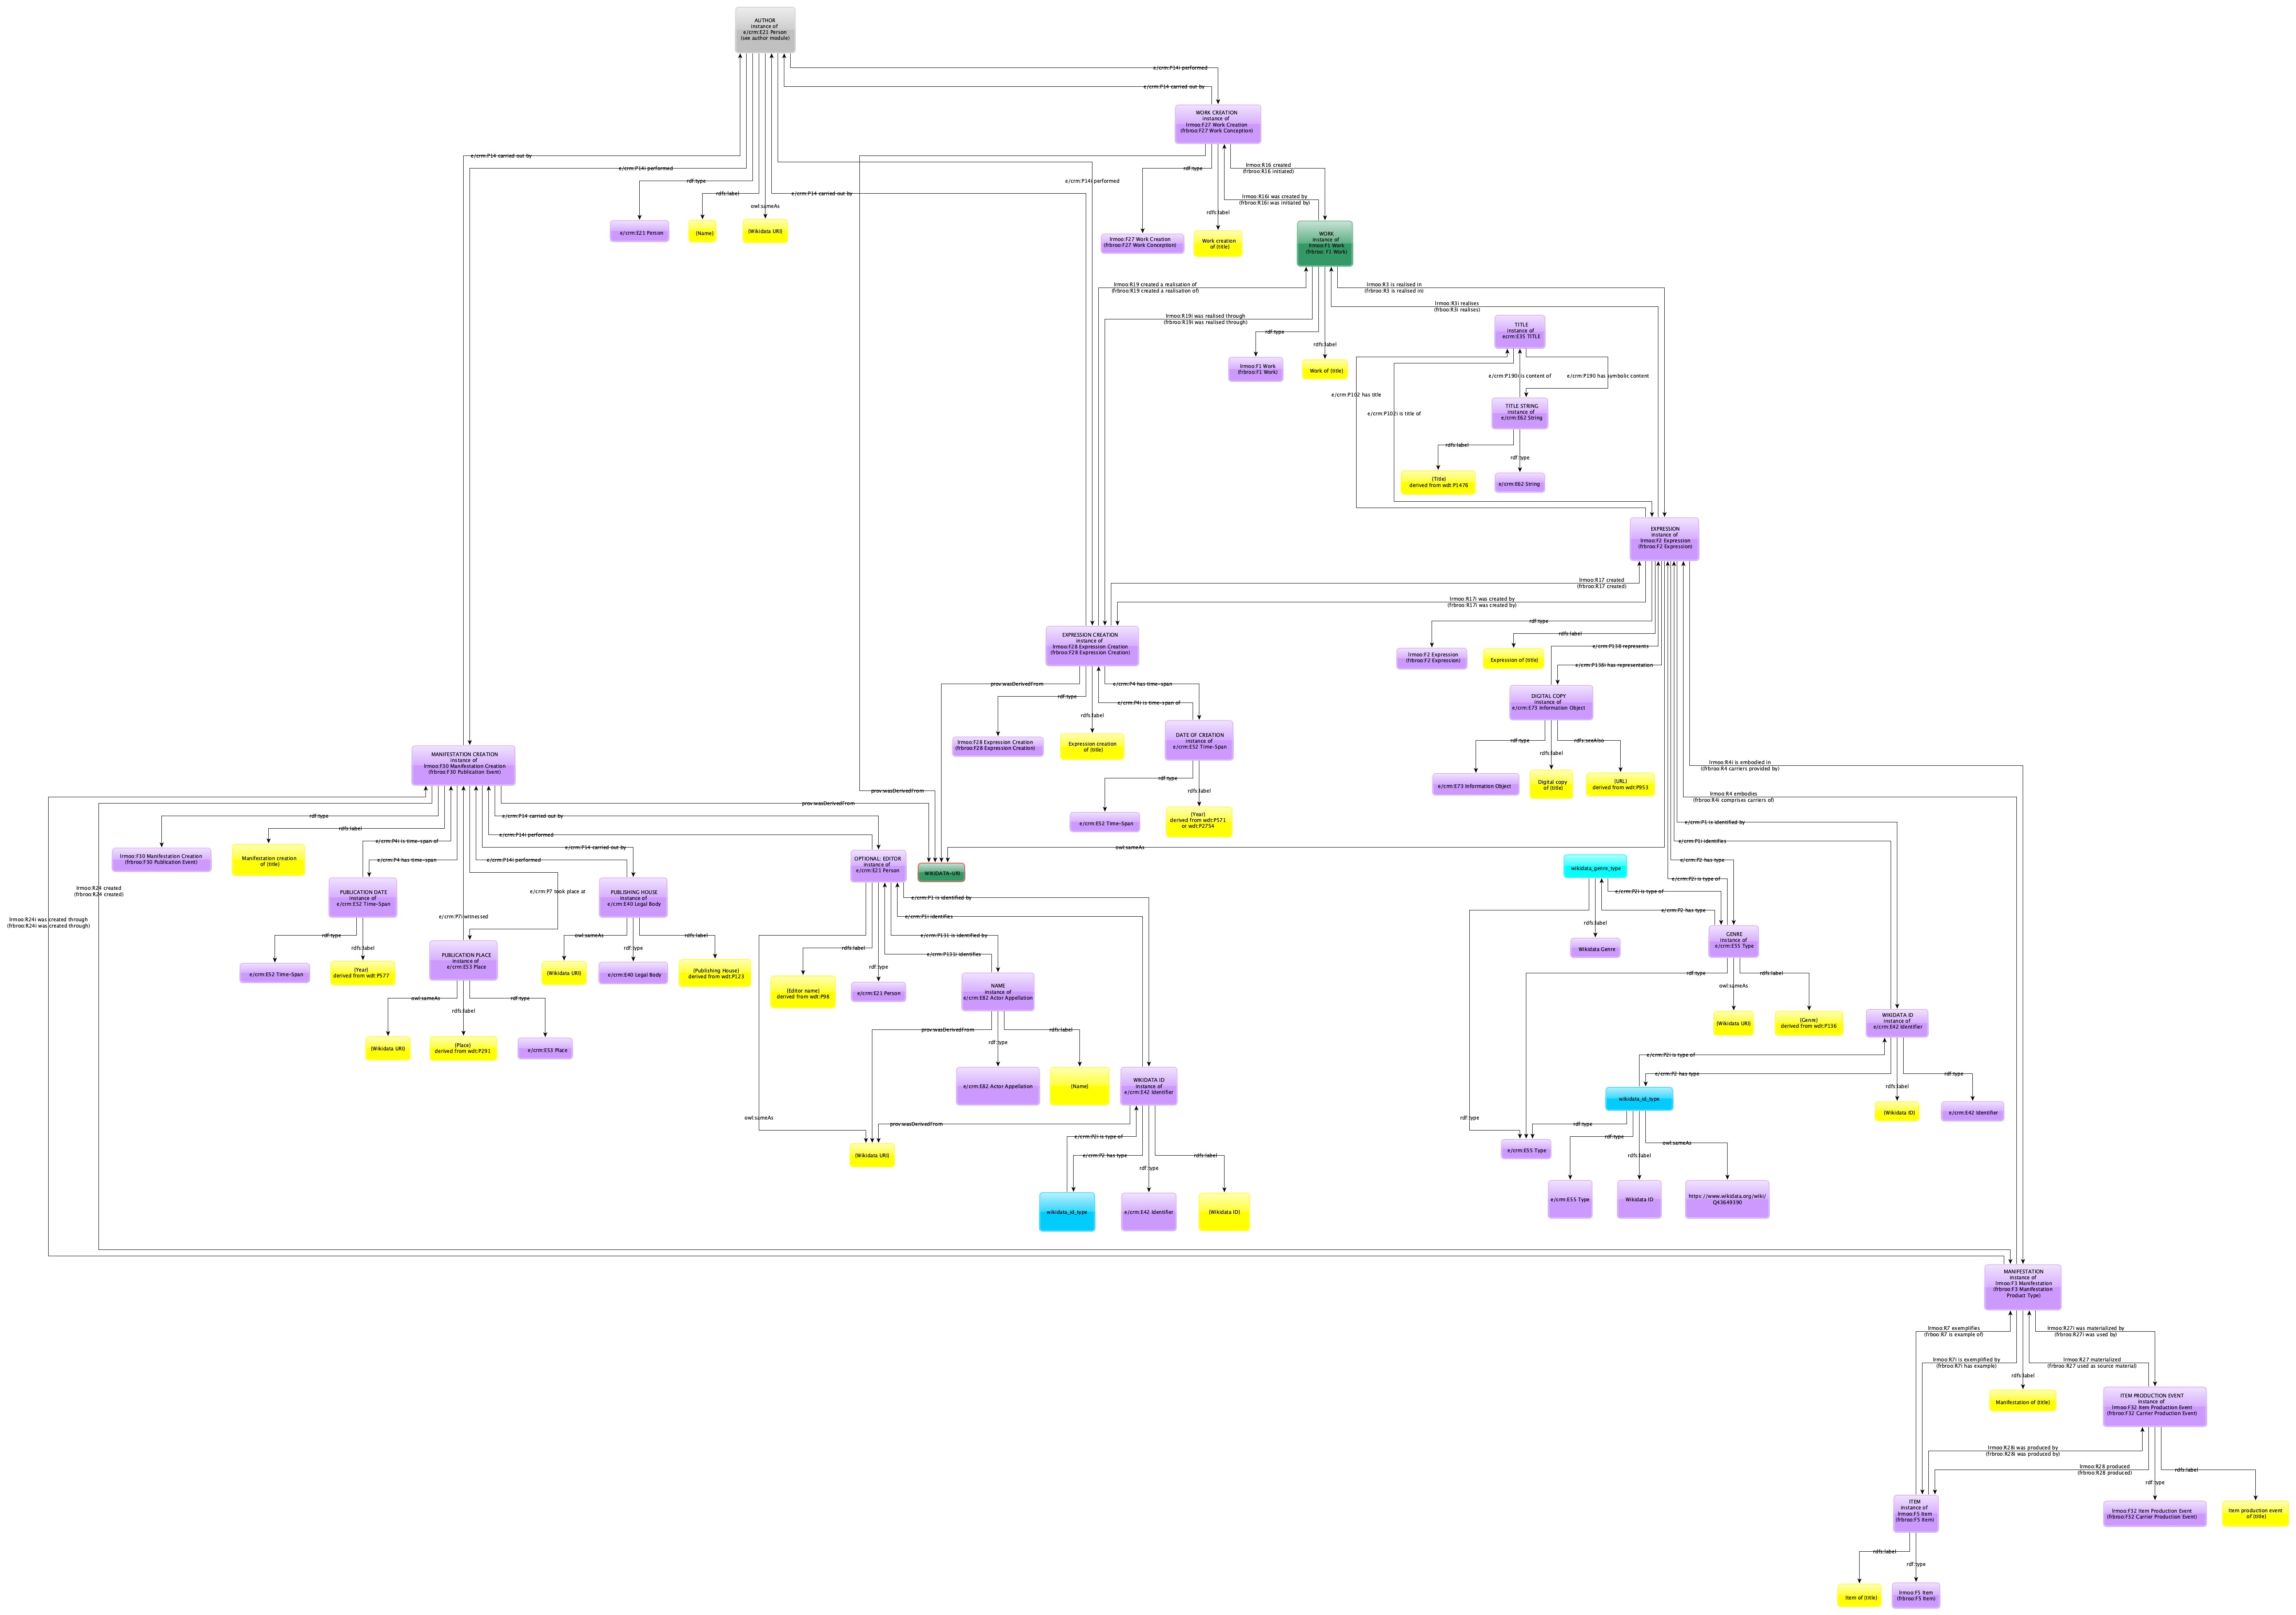 AUTHOR
instance of
e/crm:E21 Person
(see author module)
e/crm:P14i performed
e/crm:P14 carried out by
WORK CREATION
instance of
lrmoo:F27 Work Creation
(frbroo:F27 Work Conception)
e/crm:P14 carried out by
e/crm:P14i performed
rdf:type
rdfs:label
owl:sameAs
e/crm:P14i performed
e/crm:P14 carried out by
rdf:type
rdfs:label
lrmoo:R16 created
(frbroo:R16 initiated)
lrmoo:R16i was created by
(frbroo:R16i was initiated by)
e/crm:E21 Person
(Name)
(Wikidata URI)
lrmoo:F27 Work Creation
(frbroo:F27 Work Conception)
Work creation
of (title)
WORK
instance of
lrmoo:F1 Work
(frbroo: F1 Work)
lrmoo:R19 created a realisation of
(frbroo:R19 created a realisation of)
lrmoo:R3 is realised in
(frbroo:R3 is realised in)
lrmoo:R3i realises
(frboo:R3i realises)
lrmoo:R19i was realised through
(frbroo:R19i was realised through)
rdf:type
rdfs:label
lrmoo:F1 Work
(frbroo:F1 Work)
Work of (title)
TITLE
instance of
ecrm:E35 TITLE
e/crm:P190i is content of
e/crm:P190 has symbolic content
e/crm:P102 has title
e/crm:P102i is title of
TITLE STRING
instance of
e/crm:E62 String
rdfs:label
rdf:type
(Title)
derived from wdt:P1476
e/crm:E62 String
EXPRESSION
instance of
lrmoo:F2 Expression
(frbroo:F2 Expression)
lrmoo:R17 created
(frbroo:R17 created)
lrmoo:R17i was created by
(frbroo:R17i was created by)
rdf:type
rdfs:label
e/crm:P138 represents
e/crm:P138i has representation
lrmoo:F2 Expression
(frbroo:F2 Expression)
Expression of (title)
EXPRESSION CREATION
instance of
lrmoo:F28 Expression Creation
(frbroo:F28 Expression Creation)
prov:wasDerivedFrom
rdf:type
rdfs:label
e/crm:P4 has time-span
e/crm:P4i is time-span of
lrmoo:F28 Expression Creation
(frbroo:F28 Expression Creation)
Expression creation
of (title)
DATE OF CREATION
instance of
e/crm:E52 Time-Span
rdf:type
rdfs:label
e/crm:E52 Time-Span
(Year)
derived from wdt:P571
or wdt:P2754
DIGITAL COPY
instance of
e/crm:E73 Information Object
rdf:type
rdfs:label
rdfs:seeAlso
e/crm:E73 Information Object
Digital copy
of (title)
(URL)
derived from wdt:P953
lrmoo:R4i is embodied in
(lfrbroo:R4 carriers provided by)
lrmoo:R4 embodies
(frbroo:R4i comprises carriers of)
e/crm:P1 is identified by
e/crm:P1i identifies
e/crm:P2 has type
e/crm:P2i is type of
owl:sameAs
prov:wasDerivedFrom
prov:wasDerivedFrom
WIKIDATA-URI
MANIFESTATION CREATION
instance of
lrmoo:F30 Manifestation Creation
(frbroo:F30 Publication Event)
rdf:type
rdfs:label
e/crm:P4i is time-span of
e/crm:P4 has time-span
e/crm:P14 carried out by
e/crm:P14i performed
e/crm:P14 carried out by
e/crm:P14i performed
e/crm:P7 took place at
e/crm:P7i witnessed
lrmoo:R24 created
(frbroo:R24 created)
lrmoo:R24i was created through
(frbroo:R24i was created through)
lrmoo:F30 Manifestation Creation
(frbroo:F30 Publication Event)
Manifestation creation
of (title)
PUBLICATION DATE
instance of
e/crm:E52 Time-Span
rdf:type
rdfs:label
e/crm:E52 Time-Span
(Year)
derived from wdt:P577
PUBLICATION PLACE
instance of
e/crm:E53 Place
owl:sameAs
rdfs:label
rdf:type
(Wikidata URI)
(Place)
derived from wdt:P291
e/crm:E53 Place
PUBLISHING HOUSE
instance of
e/crm:E40 Legal Body
owl:sameAs
rdf:type
rdfs:label
(Wikidata URI)
e/crm:E40 Legal Body
(Publishing House)
derived from wdt:P123
OPTIONAL: EDITOR
instance of
e/crm:E21 Person
e/crm:P1 is identified by
e/crm:P1i identifies
e/crm:P131 is identified by
e/crm:P131i identifies
rdfs:label
rdf:type
owl:sameAs
(Editor name)
derived from wdt:P98
e/crm:E21 Person
NAME
instance of
e/crm:E82 Actor Appellation
prov:wasDerivedFrom
rdf:type
rdfs:label
e/crm:E82 Actor Appellation
(Name)
WIKIDATA ID
instance of
e/crm:E42 Identifier
prov:wasDerivedFrom
e/crm:P2i is type of
e/crm:P2 has type
rdf:type
rdfs:label
(Wikidata URI)
wikidata_id_type
e/crm:E42 Identifier
(Wikidata ID)
wikidata_genre_type
e/crm:P2i is type of
e/crm:P2 has type
rdfs:label
rdf:type
Wikidata Genre
GENRE
instance of
e/crm:E55 Type
rdf:type
owl:sameAs
rdfs:label
(Wikidata URI)
(Genre)
derived from wdt:P136
WIKIDATA ID
instance of
e/crm:E42 Identifier
e/crm:P2i is type of
e/crm:P2 has type
rdfs:label
rdf:type
(Wikidata ID)
e/crm:E42 Identifier
wikidata_id_type
rdf:type
rdf:type
rdfs:label
owl:sameAs
e/crm:E55 Type
e/crm:E55 Type
Wikidata ID
https://www.wikidata.org/wiki/
Q43649390
MANIFESTATION
instance of
lrmoo:F3 Manifestation
(frbroo:F3 Manifestation
Product Type)
lrmoo:R7 exemplifies
(frbroo:R7 is example of)
lrmoo:R27i was materialized by
(frbroo:R27i was used by)
lrmoo:R7i is exemplified by
(frbroo:R7i has example)
lrmoo:R27 materialized
(frbroo:R27 used as source material)
rdfs:label
Manifestation of (title)
ITEM PRODUCTION EVENT
instance of
lrmoo:F32 Item Production Event
(frbroo:F32 Carrier Production Event)
lrmoo:R28i was produced by
(frbroo:R28i was produced by)
lrmoo:R28 produced
(frbroo:R28 produced)
rdf:type
rdfs:label
ITEM
instance of
lrmoo:F5 Item
(frbroo:F5 Item)
lrmoo:F32 Item Production Event
(frbroo:F32 Carrier Production Event)
Item production event
of (title)
rdfs:label
rdf:type
Item of (title)
lrmoo:F5 Item
(frbroo:F5 Item)